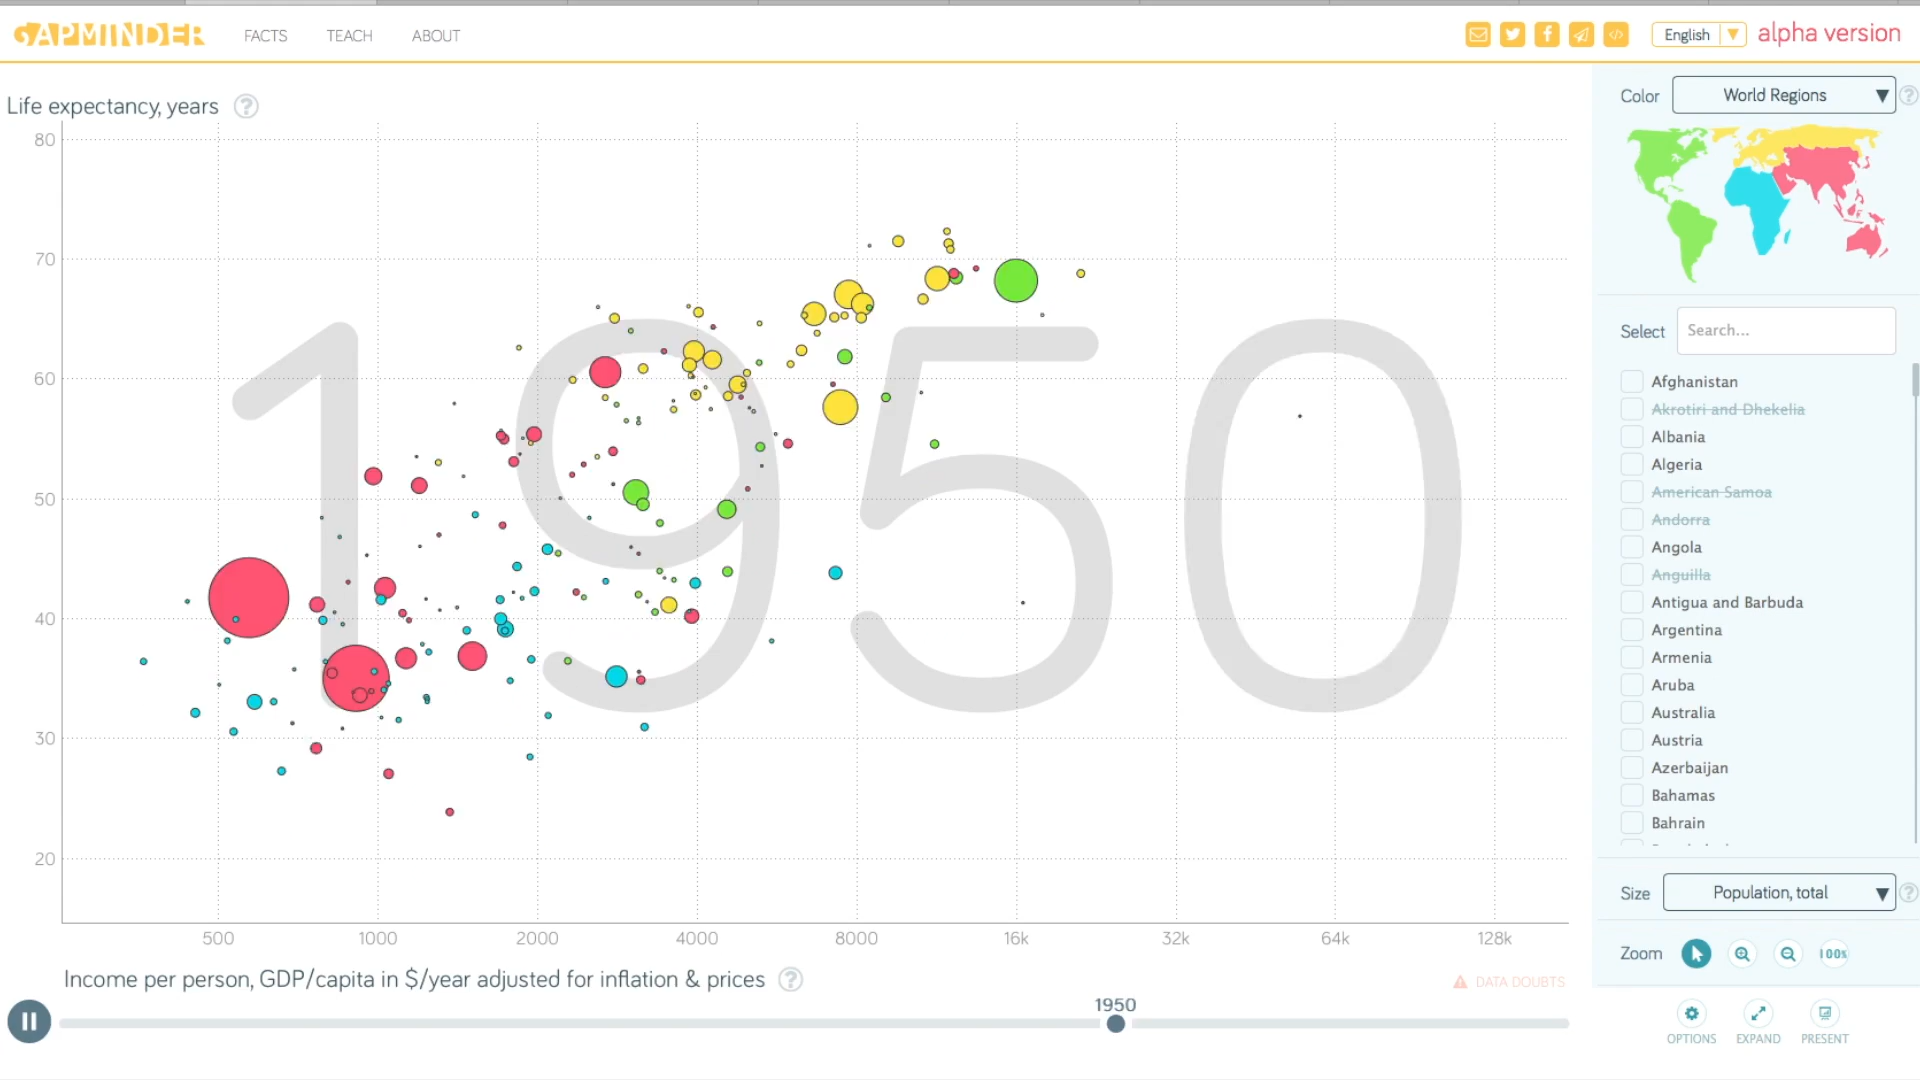 GAPMINDER FACTS TEACH ABOUT English ▼ alpha version
Life expectancy, years ?
Color World Regions ▼ ?
80
70
60
50
40
30
20
1950
500 1000 2000 4000 8000 16k 32k 64k 128k
Income per person, GDP/capita in $/year adjusted for inflation & prices ?
DATA DOUBTS
1950
Select Search...
Afghanistan
Akrotiri and Dhekelia
Albania
Algeria
American Samoa
Andorra
Angola
Anguilla
Antigua and Barbuda
Argentina
Armenia
Aruba
Australia
Austria
Azerbaijan
Bahamas
Bahrain
Size Population, total ▼ ?
Zoom 100%
OPTIONS EXPAND PRESENT